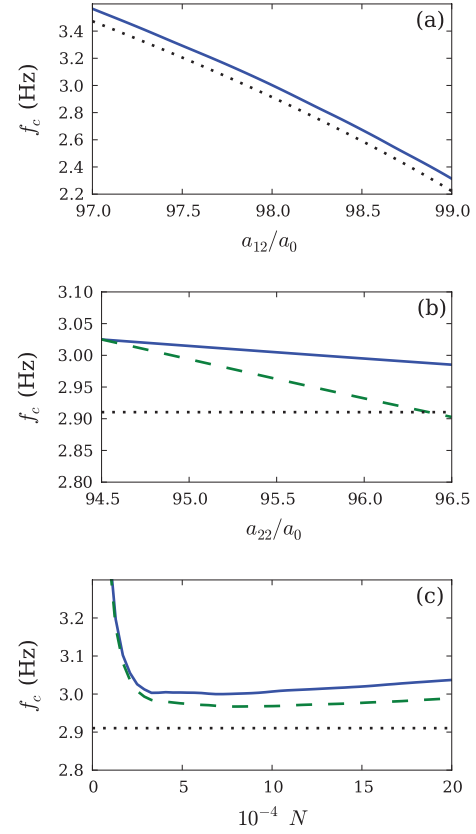 (a)
3.4
3.2
3.0
2.8
2.6
2.4
2.2
f_c (Hz)
97.0 97.5 98.0 98.5 99.0
a_12/a_0
(b)
3.10
3.05
3.00
2.95
2.90
2.85
2.80
f_c (Hz)
94.5 95.0 95.5 96.0 96.5
a_22/a_0
(c)
3.2
3.1
3.0
2.9
2.8
f_c (Hz)
0 5 10 15 20
10^-4 N